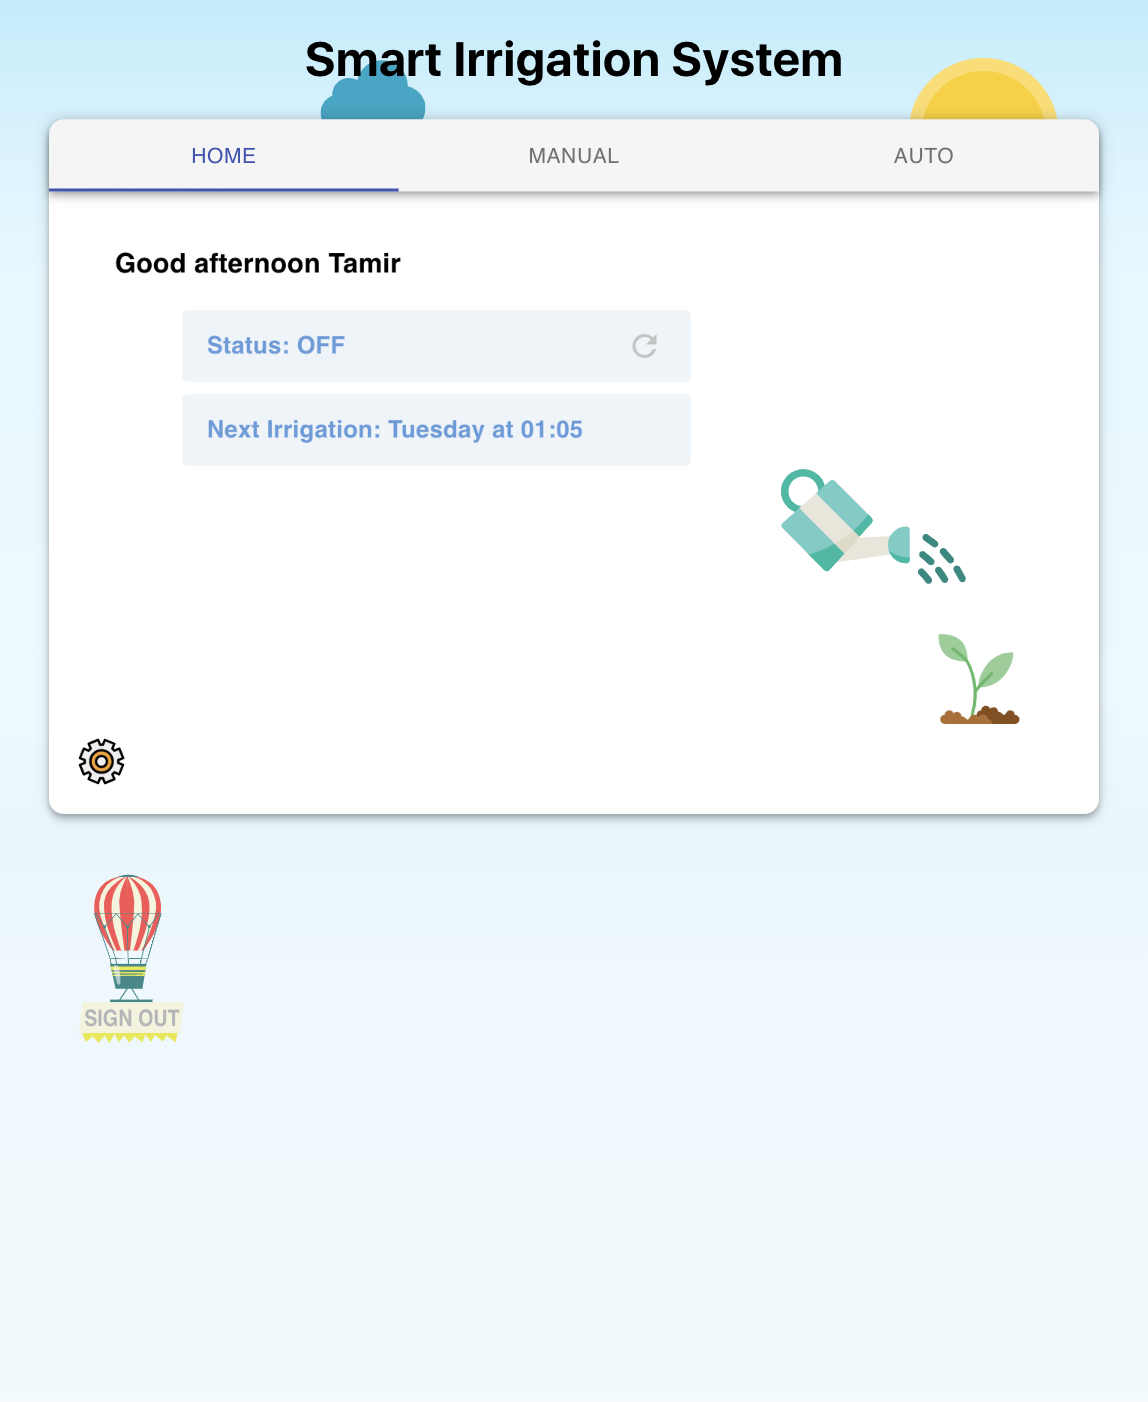 Smart Irrigation System
HOME MANUAL AUTO
Good afternoon Tamir
Status: OFF
Next Irrigation: Tuesday at 01:05
SIGN OUT